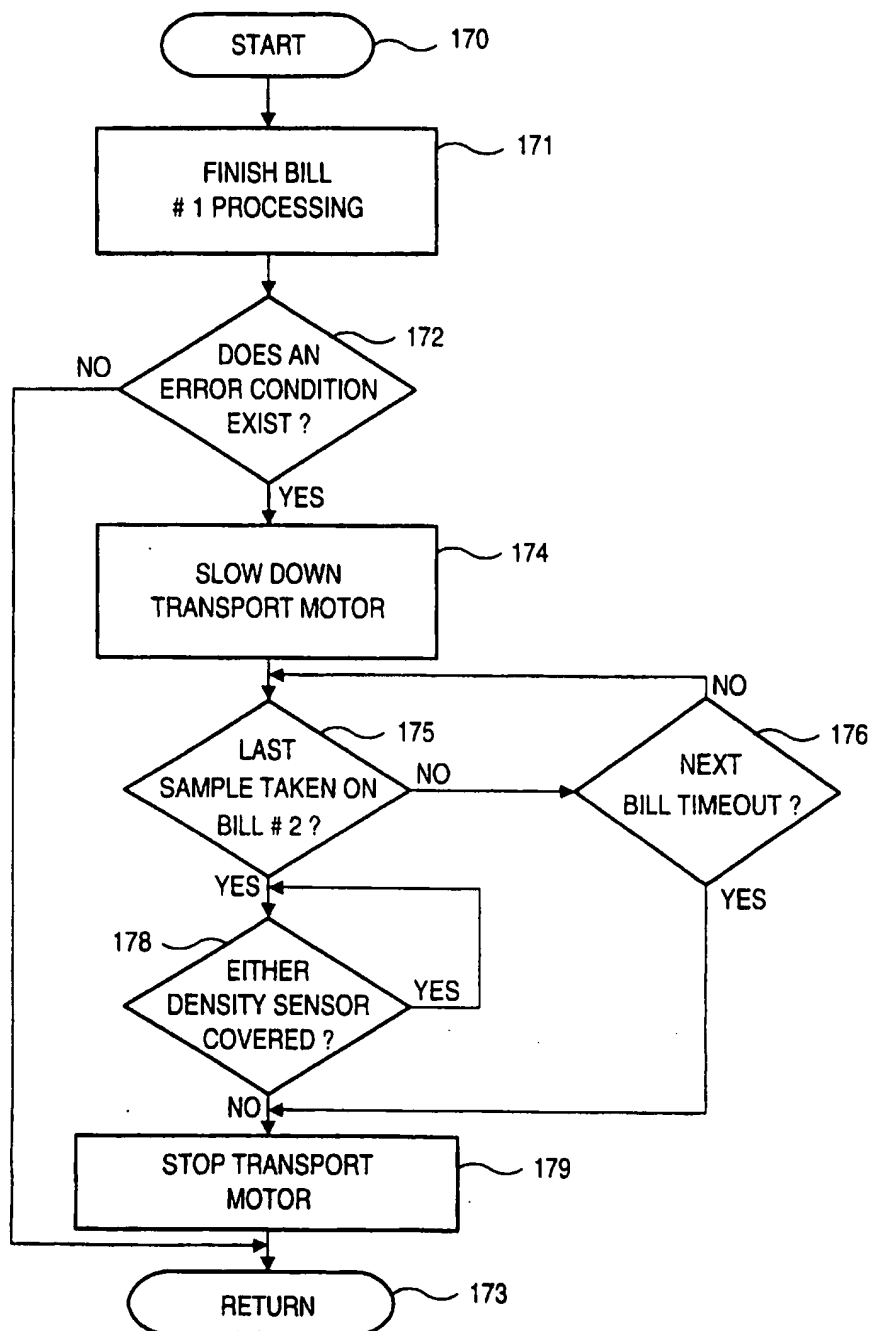 START
170
FINISH BILL
# 1 PROCESSING
171
DOES AN
ERROR CONDITION
EXIST ?
172
NO
YES
SLOW DOWN
TRANSPORT MOTOR
174
LAST
SAMPLE TAKEN ON
BILL # 2 ?
175
NO
NEXT
BILL TIMEOUT ?
176
NO
YES
YES
178
EITHER
DENSITY SENSOR
COVERED ?
YES
NO
STOP TRANSPORT
MOTOR
179
RETURN
173